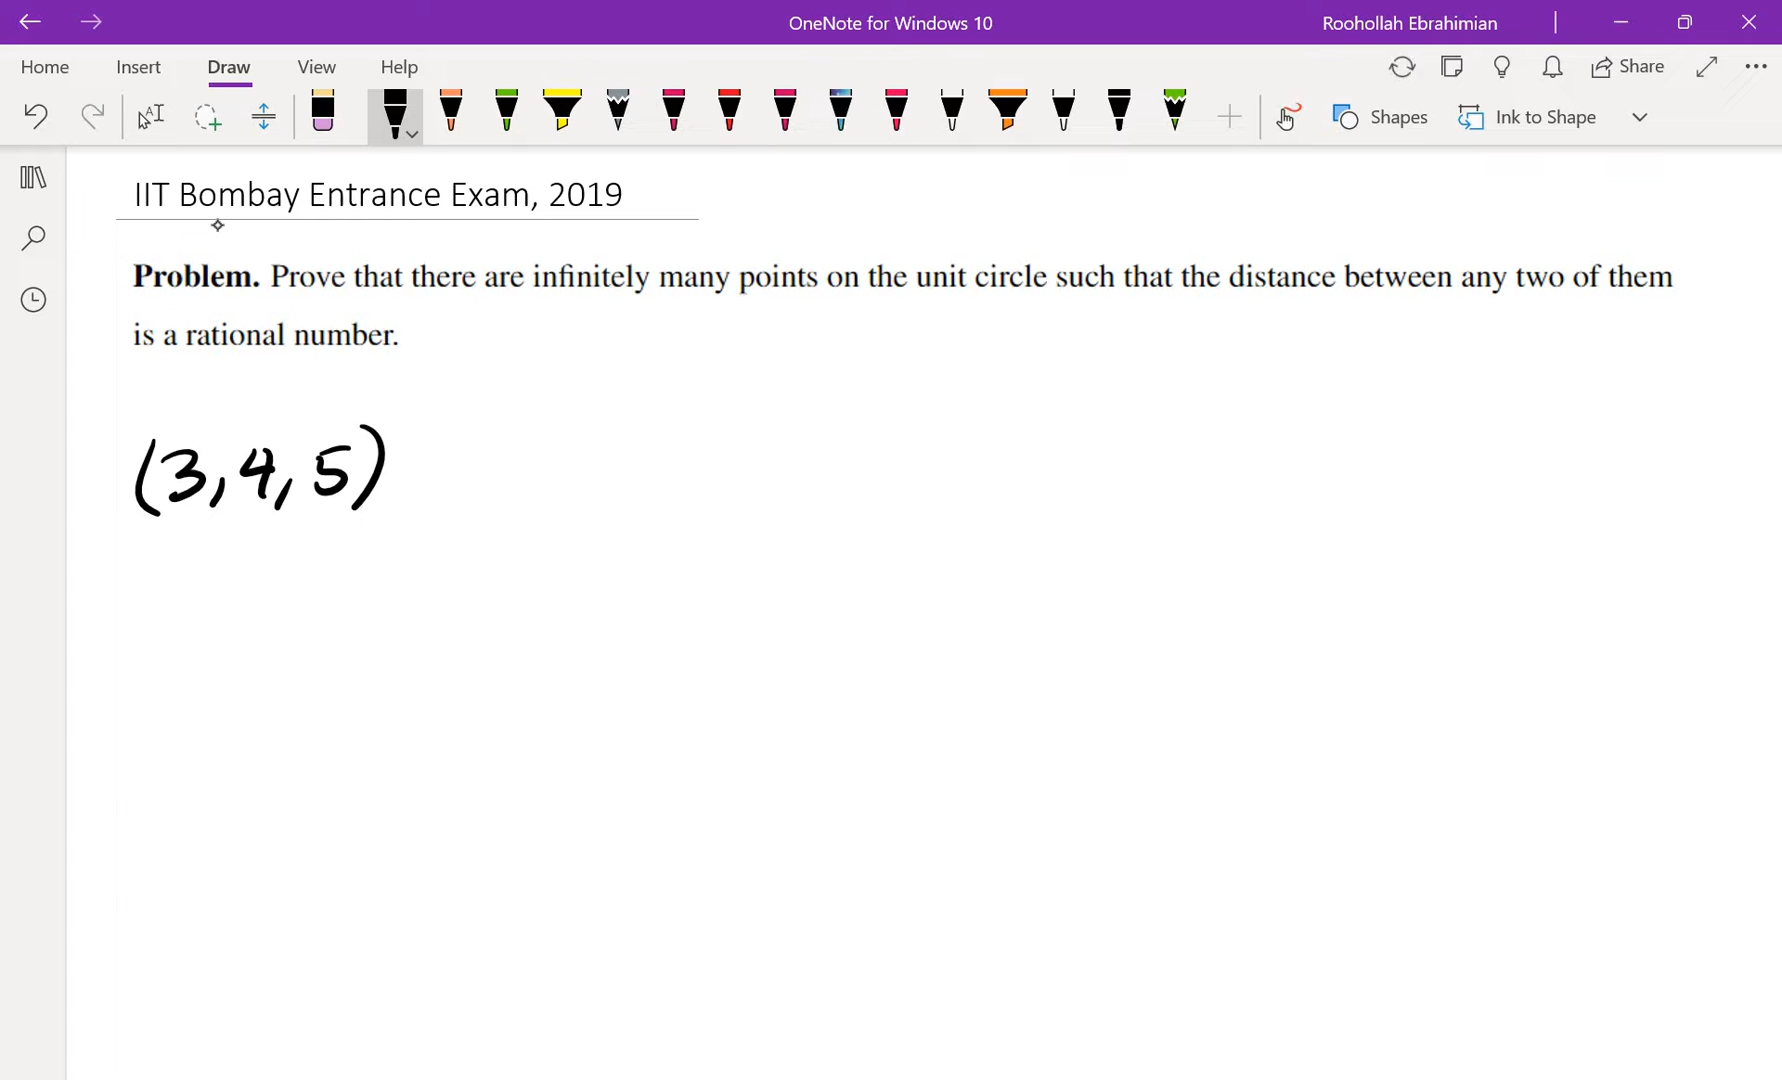 OneNote for Windows 10
Roohollah Ebrahimian
Home Insert Draw View Help
Share
Shapes
Ink to Shape
IIT Bombay Entrance Exam, 2019
Problem. Prove that there are infinitely many points on the unit circle such that the distance between any two of them
is a rational number.
(3,4,5)